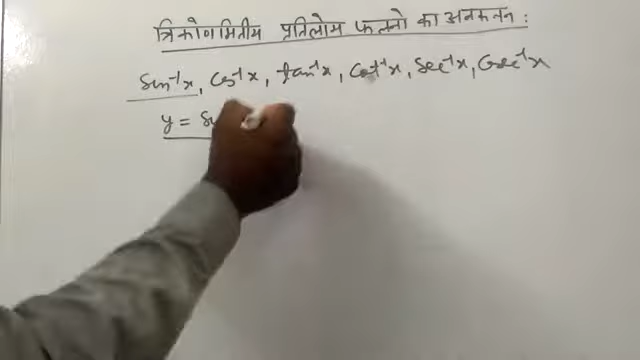 त्रिकोणमितीय प्रतिलोम फलनो का अवकलन :
Sin⁻¹x, Cos⁻¹x, tan⁻¹x, Cot⁻¹x, Sec⁻¹x, Cosec⁻¹x
y = S